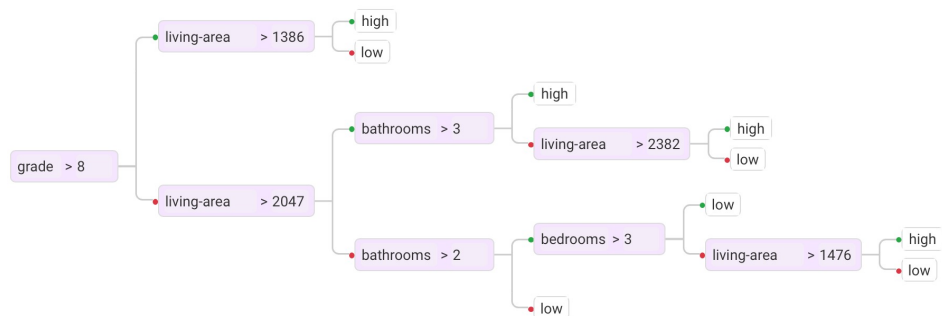 high
living-area > 1386
low
high
bathrooms > 3
high
living-area > 2382
low
grade > 8
living-area > 2047
low
bedrooms > 3
high
bathrooms > 2
living-area > 1476
low
low